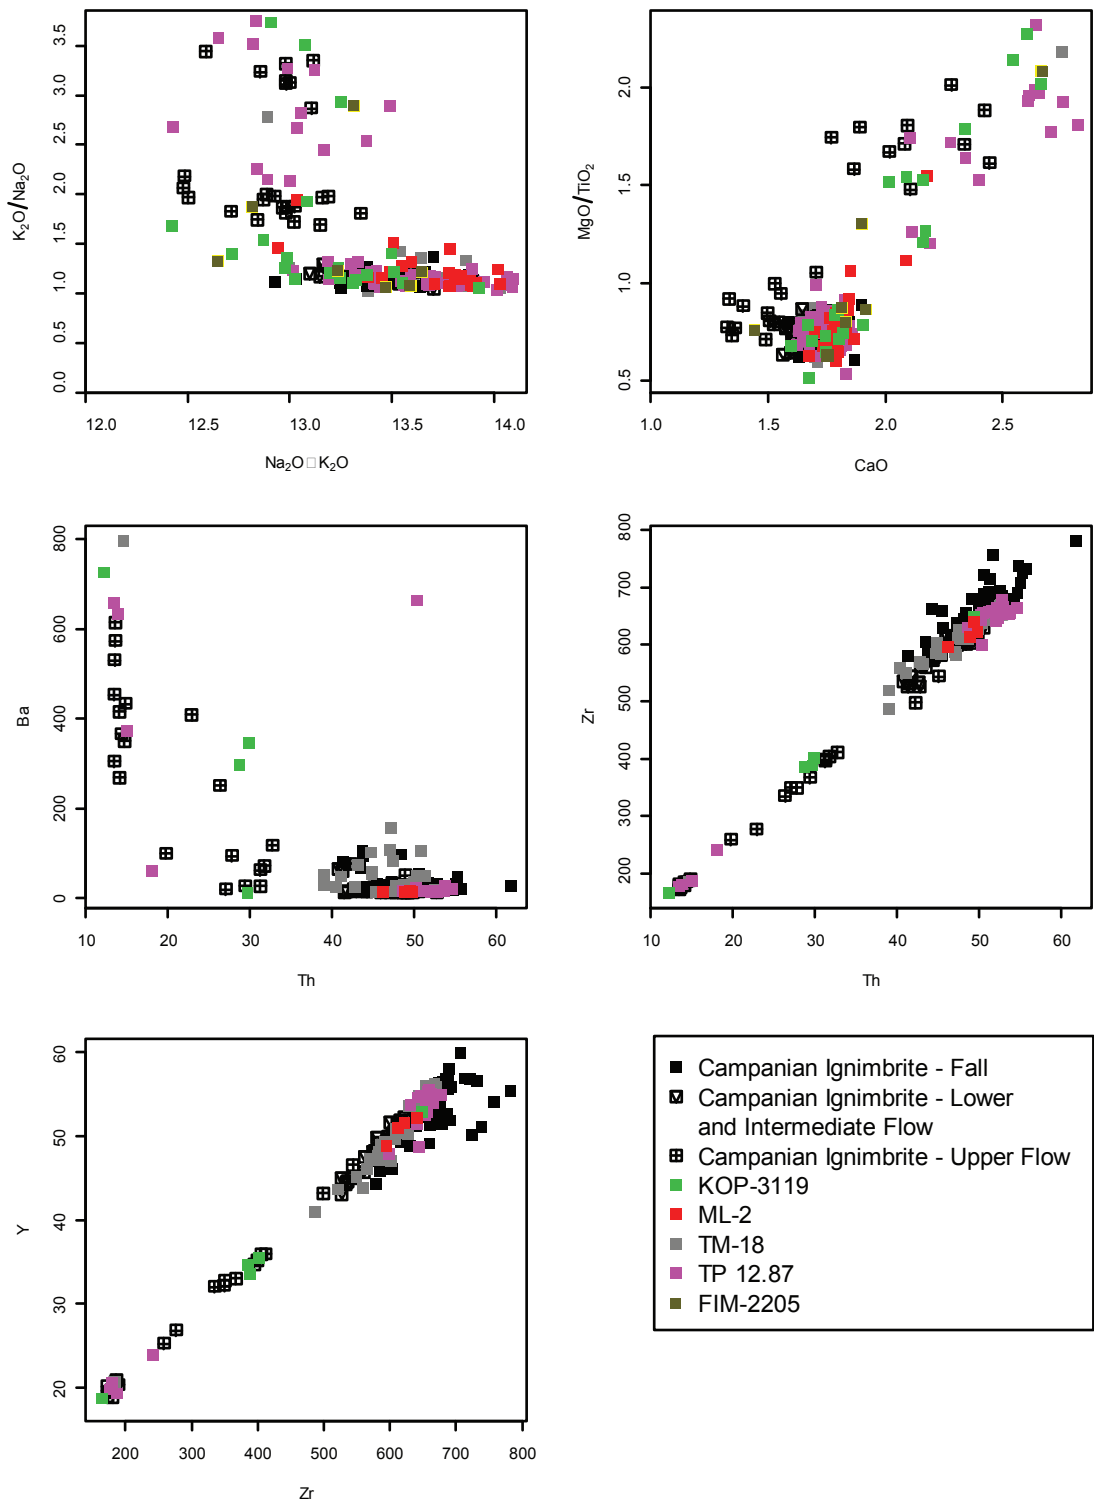 K₂O/Na₂O
0.0 0.5 1.0 1.5 2.0 2.5 3.0 3.5
12.0 12.5 13.0 13.5 14.0
Na₂O□K₂O
MgO/TiO₂
0.5 1.0 1.5 2.0
1.0 1.5 2.0 2.5
CaO
Ba
0 200 400 600 800
10 20 30 40 50 60
Th
Zr
200 300 400 500 600 700 800
10 20 30 40 50 60
Th
Y
20 30 40 50 60
200 300 400 500 600 700 800
Zr
Campanian Ignimbrite - Fall
Campanian Ignimbrite - Lower
and Intermediate Flow
Campanian Ignimbrite - Upper Flow
KOP-3119
ML-2
TM-18
TP 12.87
FIM-2205